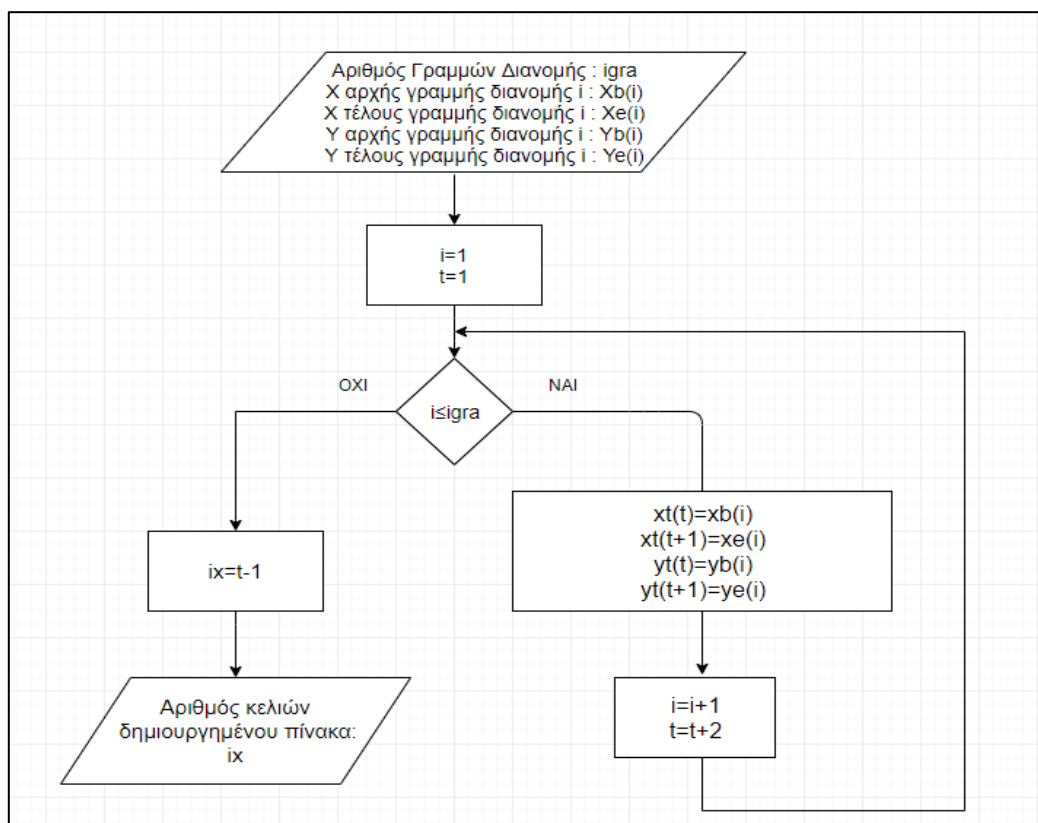 Αριθμός Γραμμών Διανομής : igra
Χ αρχής γραμμής διανομής i : Xb(i)
Χ τέλους γραμμής διανομής i : Xe(i)
Υ αρχής γραμμής διανομής i : Yb(i)
Υ τέλους γραμμής διανομής i : Ye(i)
i=1
t=1
ΟΧΙ
ΝΑΙ
i≤igra
xt(t)=xb(i)
xt(t+1)=xe(i)
yt(t)=yb(i)
yt(t+1)=ye(i)
ix=t-1
i=i+1
t=t+2
Αριθμός κελιών
δημιουργημένου πίνακα:
ix